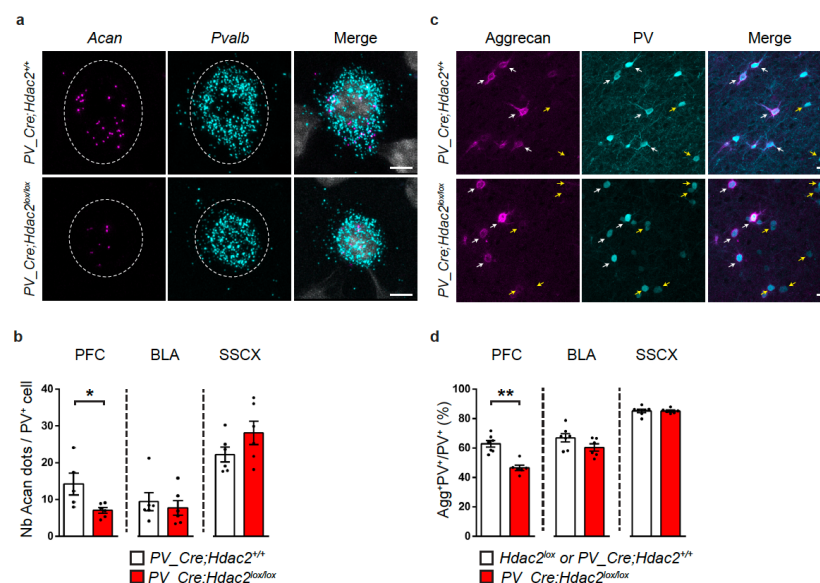 a
Acan Pvalb Merge
PV_Cre;Hdac2+/+
PV_Cre;Hdac2lox/lox
c
Aggrecan PV Merge
PV_Cre;Hdac2+/+
PV_Cre;Hdac2lox/lox
b
PFC BLA SSCX
Nb Acan dots / PV+ cell
40
30
20
10
0
*
PV_Cre;Hdac2+/+
PV_Cre;Hdac2lox/lox
d
PFC BLA SSCX
Agg+PV+/PV+ (%)
100
80
60
40
20
0
**
Hdac2lox or PV_Cre;Hdac2+/+
PV_Cre;Hdac2lox/lox